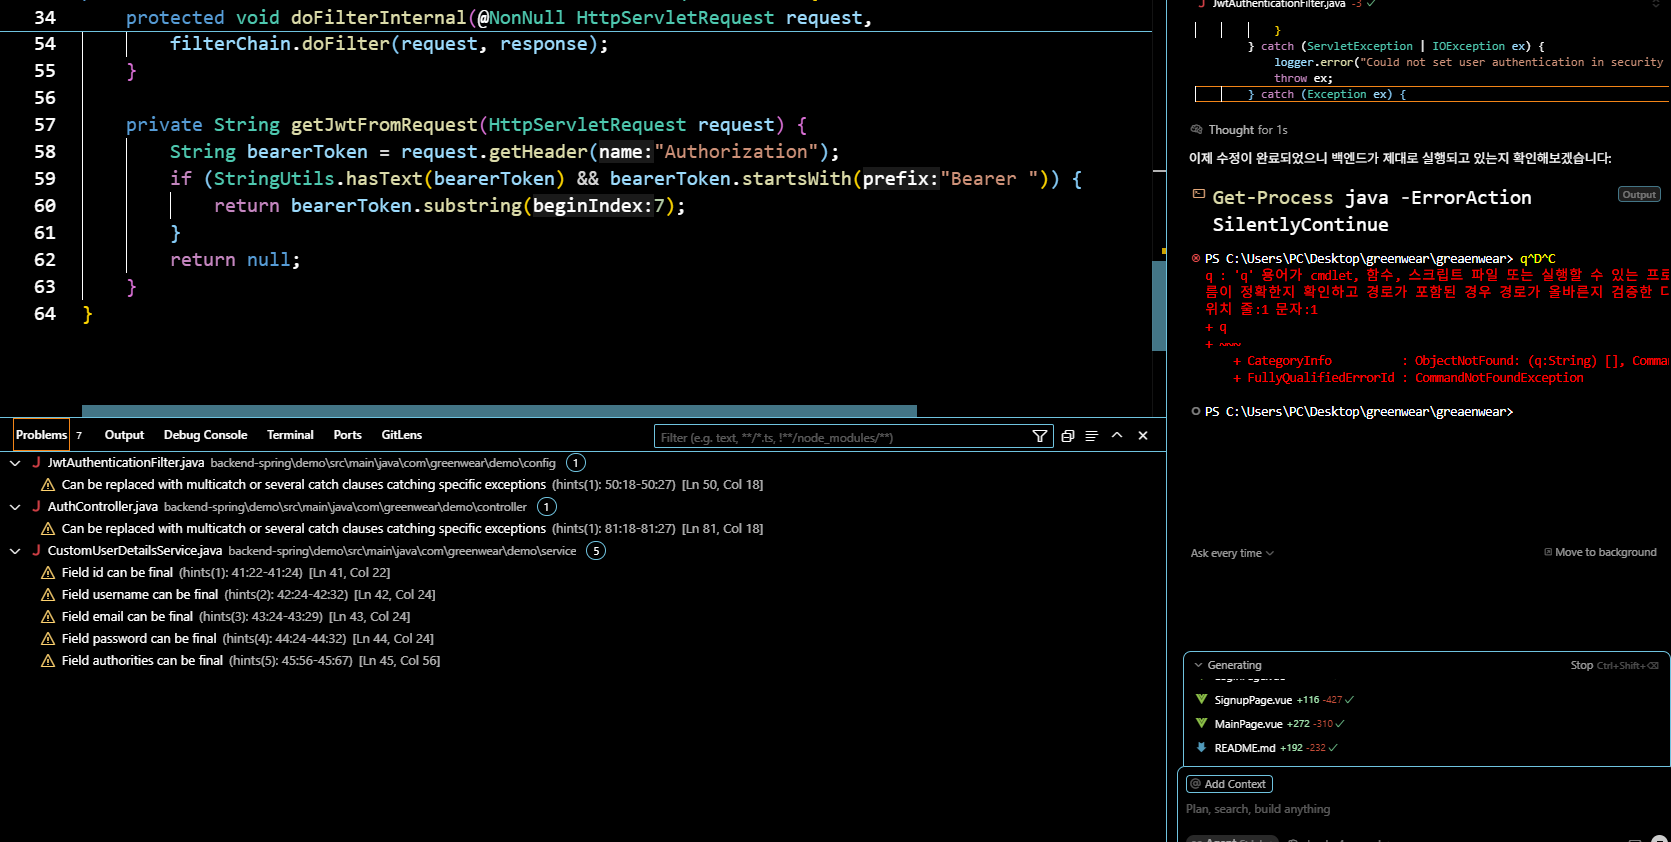 34 protected void doFilterInternal(@NonNull HttpServletRequest request,
54 filterChain.doFilter(request, response);
55 }
56
57 private String getJwtFromRequest(HttpServletRequest request) {
58 String bearerToken = request.getHeader(name:"Authorization");
59 if (StringUtils.hasText(bearerToken) && bearerToken.startsWith(prefix:"Bearer ")) {
60 return bearerToken.substring(beginIndex:7);
61 }
62 return null;
63 }
64 }
Problems 7 Output Debug Console Terminal Ports GitLens
Filter (e.g. text, **/*.ts, !**/node_modules/**)
JwtAuthenticationFilter.java backend-spring\demo\src\main\java\com\greenwear\demo\config 1
Can be replaced with multicatch or several catch clauses catching specific exceptions (hints(1): 50:18-50:27) [Ln 50, Col 18]
AuthController.java backend-spring\demo\src\main\java\com\greenwear\demo\controller 1
Can be replaced with multicatch or several catch clauses catching specific exceptions (hints(1): 81:18-81:27) [Ln 81, Col 18]
CustomUserDetailsService.java backend-spring\demo\src\main\java\com\greenwear\demo\service 5
Field id can be final (hints(1): 41:22-41:24) [Ln 41, Col 22]
Field username can be final (hints(2): 42:24-42:32) [Ln 42, Col 24]
Field email can be final (hints(3): 43:24-43:29) [Ln 43, Col 24]
Field password can be final (hints(4): 44:24-44:32) [Ln 44, Col 24]
Field authorities can be final (hints(5): 45:56-45:67) [Ln 45, Col 56]
JwtAuthenticationFilter.java -3
}
} catch (ServletException | IOException ex) {
logger.error("Could not set user authentication in security
throw ex;
} catch (Exception ex) {
Thought for 1s
이제 수정이 완료되었으니 백엔드가 제대로 실행되고 있는지 확인해보겠습니다:
Get-Process java -ErrorAction
SilentlyContinue
Output
PS C:\Users\PC\Desktop\greenwear\greaenwear> q^D^C
q : 'q' 용어가 cmdlet, 함수, 스크립트 파일 또는 실행할 수 있는 프로
름이 정확한지 확인하고 경로가 포함된 경우 경로가 올바른지 검증한 다
위치 줄:1 문자:1
+ q
+ ~~~
+ CategoryInfo : ObjectNotFound: (q:String) [], Comma
+ FullyQualifiedErrorId : CommandNotFoundException
PS C:\Users\PC\Desktop\greenwear\greaenwear>
Ask every time
Move to background
Generating
Stop Ctrl+Shift+⌫
SignupPage.vue +116 -427
MainPage.vue +272 -310
README.md +192 -232
@ Add Context
Plan, search, build anything